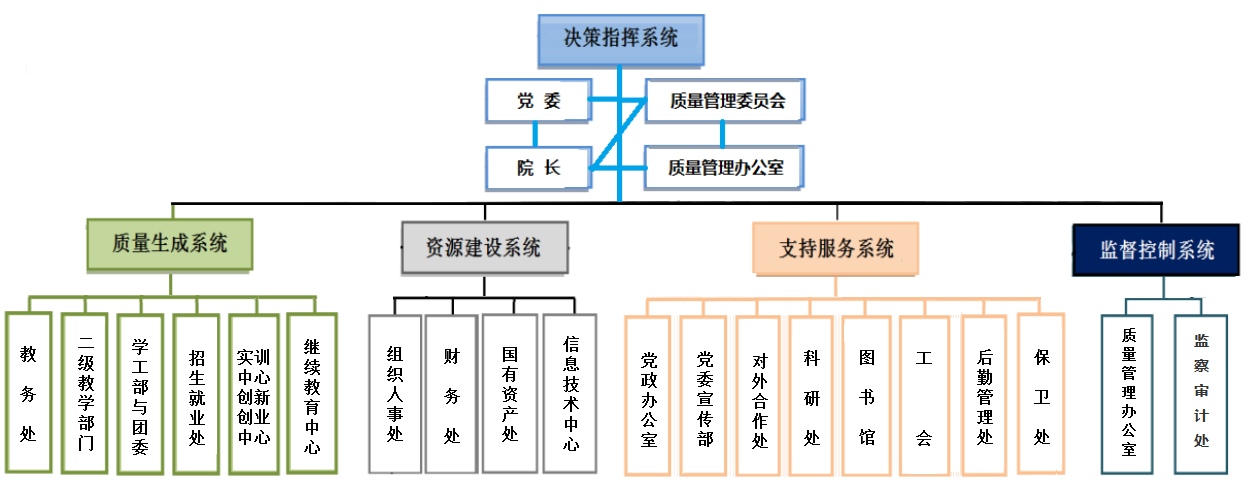 决策指挥系统
党 委
质量管理委员会
院 长
质量管理办公室
质量生成系统
资源建设系统
支持服务系统
监督控制系统
教务处
二级教学部门
学工部与团委
招生就业处
实训中心创新创业中心
继续教育中心
组织人事处
财务处
国有资产处
信息技术中心
党政办公室
党委宣传部
对外合作处
科研处
图书馆
工会
后勤管理处
保卫处
质量管理办公室
监察审计处